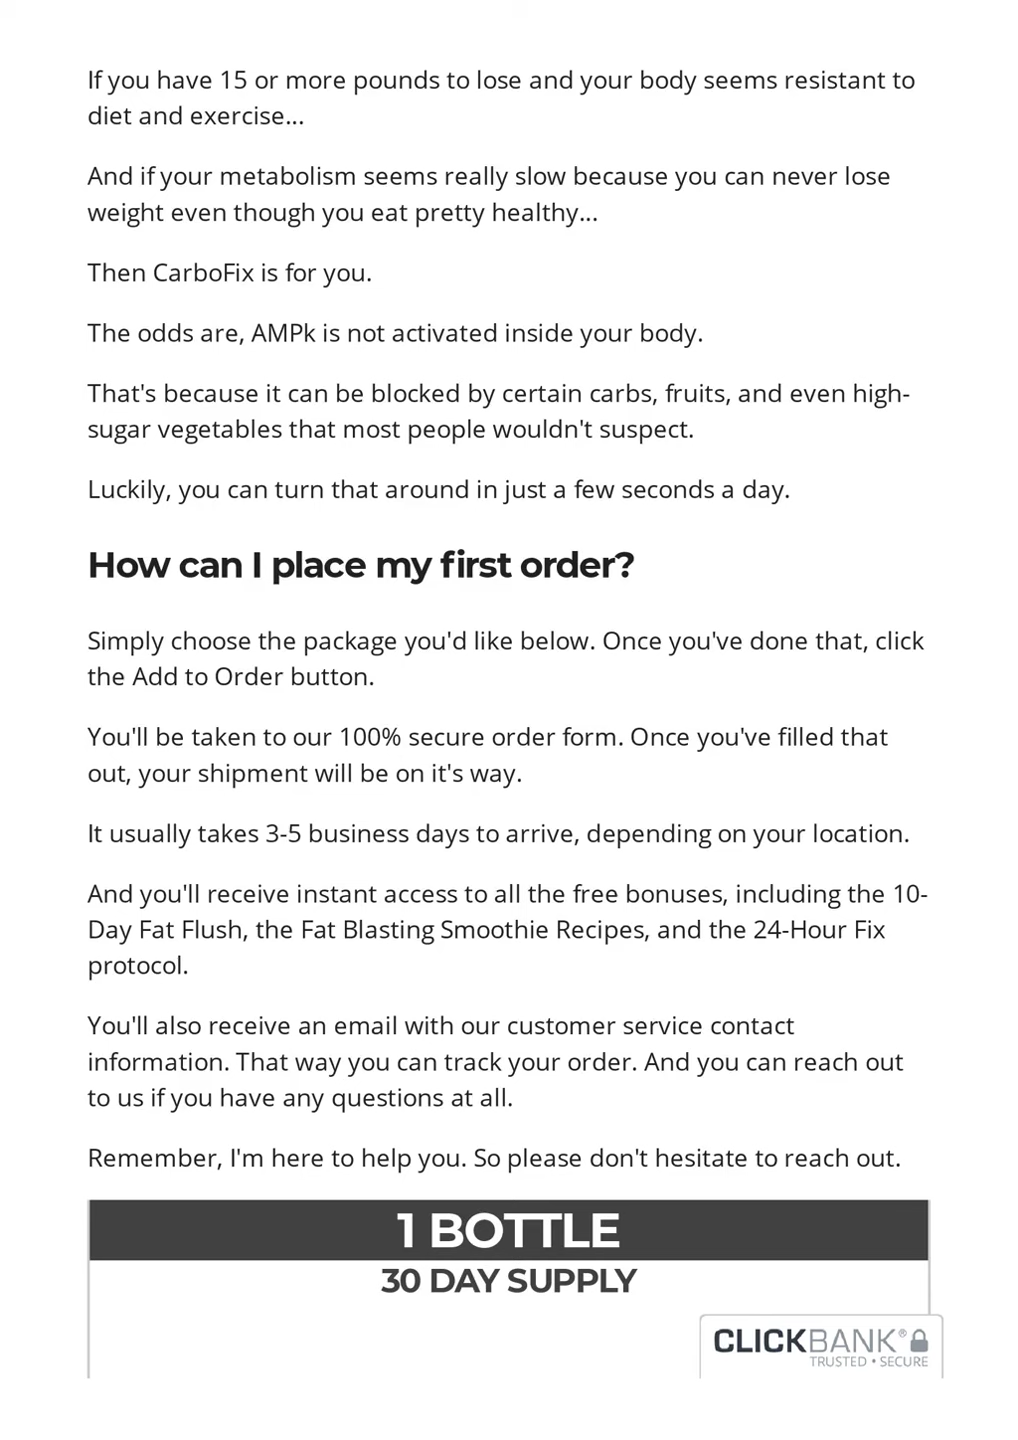 If you have 15 or more pounds to lose and your body seems resistant to
diet and exercise...
And if your metabolism seems really slow because you can never lose
weight even though you eat pretty healthy...
Then CarboFix is for you.
The odds are, AMPk is not activated inside your body.
That's because it can be blocked by certain carbs, fruits, and even high-
sugar vegetables that most people wouldn't suspect.
Luckily, you can turn that around in just a few seconds a day.
How can I place my first order?
Simply choose the package you'd like below. Once you've done that, click
the Add to Order button.
You'll be taken to our 100% secure order form. Once you've filled that
out, your shipment will be on it's way.
It usually takes 3-5 business days to arrive, depending on your location.
And you'll receive instant access to all the free bonuses, including the 10-
Day Fat Flush, the Fat Blasting Smoothie Recipes, and the 24-Hour Fix
protocol.
You'll also receive an email with our customer service contact
information. That way you can track your order. And you can reach out
to us if you have any questions at all.
Remember, I'm here to help you. So please don't hesitate to reach out.
1 BOTTLE
30 DAY SUPPLY
CLICKBANK®
TRUSTED • SECURE